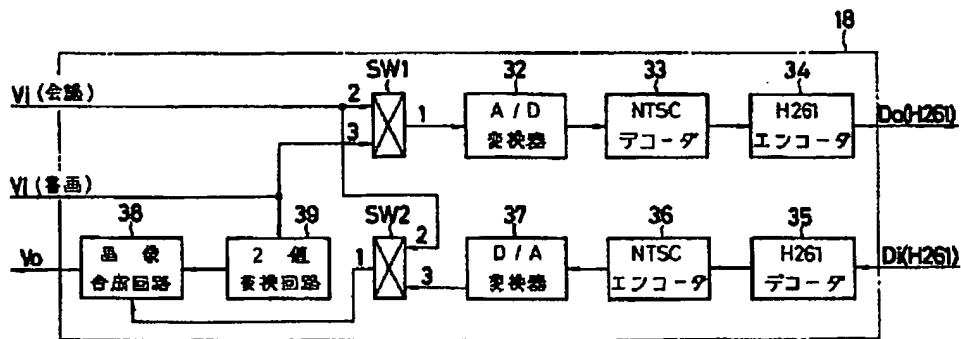 18
SW1
32
33
34
Vi(会議)
2
3
1
A/D
変換器
NTSC
デコーダ
H261
エンコーダ
Do(H261)
Vi(書画)
38
39
SW2
37
36
35
Vo
画像
合成回路
2値
変換回路
1
2
3
D/A
変換器
NTSC
エンコーダ
H261
デコーダ
Di(H261)